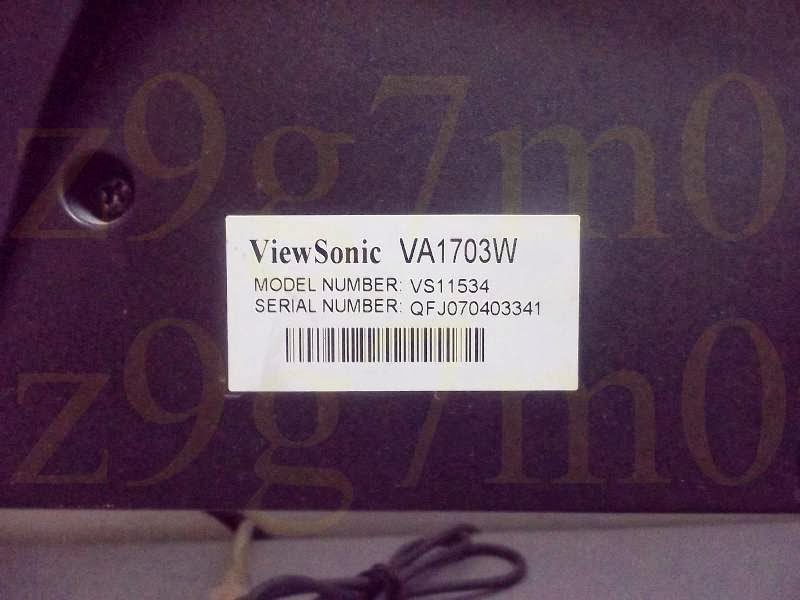 z9g7m0
ViewSonic VA1703W
MODEL NUMBER: VS11534
SERIAL NUMBER: QFJ070403341
z9g7m0